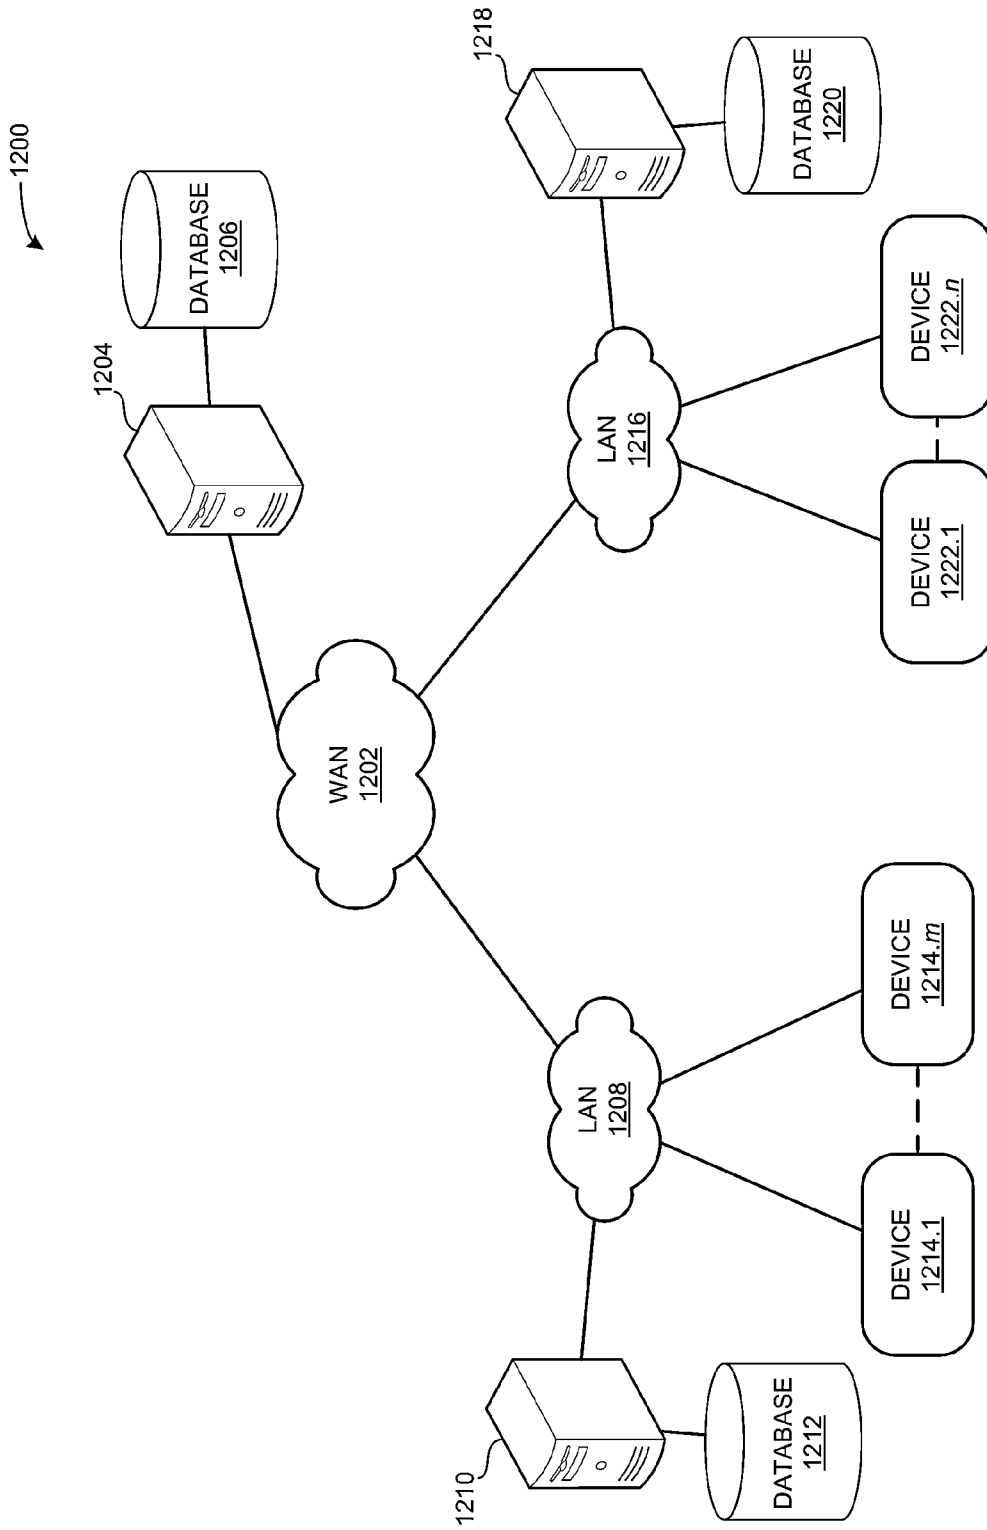 1200
1204
DATABASE
1206
WAN
1202
1218
DATABASE
1220
LAN
1216
DEVICE
1222.1
DEVICE
1222.n
LAN
1208
1210
DATABASE
1212
DEVICE
1214.1
DEVICE
1214.m